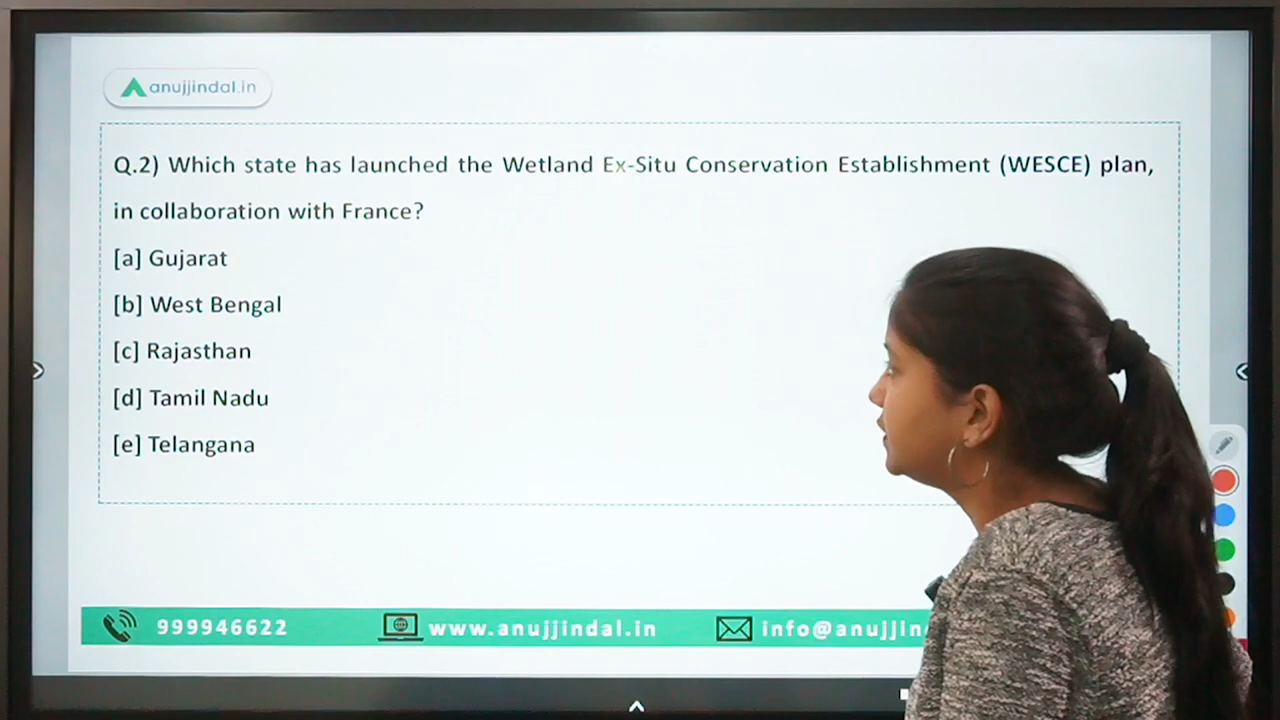 anujjindal.in
Q.2) Which state has launched the Wetland Ex-Situ Conservation Establishment (WESCE) plan,
in collaboration with France?
[a] Gujarat
[b] West Bengal
[c] Rajasthan
[d] Tamil Nadu
[e] Telangana
999946622 www.anujjindal.in info@anujjin